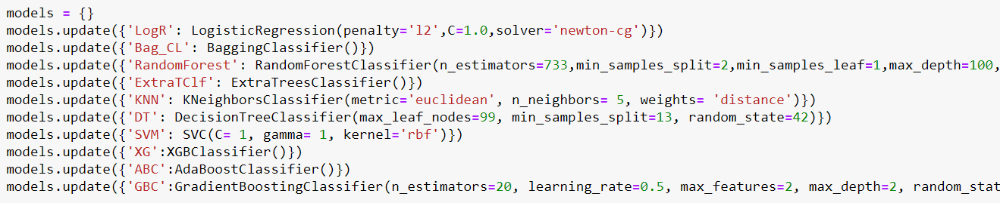 models = {}
models.update({'LogR': LogisticRegression(penalty='l2',C=1.0,solver='newton-cg')})
models.update({'Bag_CL': BaggingClassifier()})
models.update({'RandomForest': RandomForestClassifier(n_estimators=733,min_samples_split=2,min_samples_leaf=1,max_depth=100,
models.update({'ExtraTClf': ExtraTreesClassifier()})
models.update({'KNN': KNeighborsClassifier(metric='euclidean', n_neighbors= 5, weights= 'distance')})
models.update({'DT': DecisionTreeClassifier(max_leaf_nodes=99, min_samples_split=13, random_state=42)})
models.update({'SVM': SVC(C= 1, gamma= 1, kernel='rbf')})
models.update({'XG':XGBClassifier()})
models.update({'ABC':AdaBoostClassifier()})
models.update({'GBC':GradientBoostingClassifier(n_estimators=20, learning_rate=0.5, max_features=2, max_depth=2, random_stat